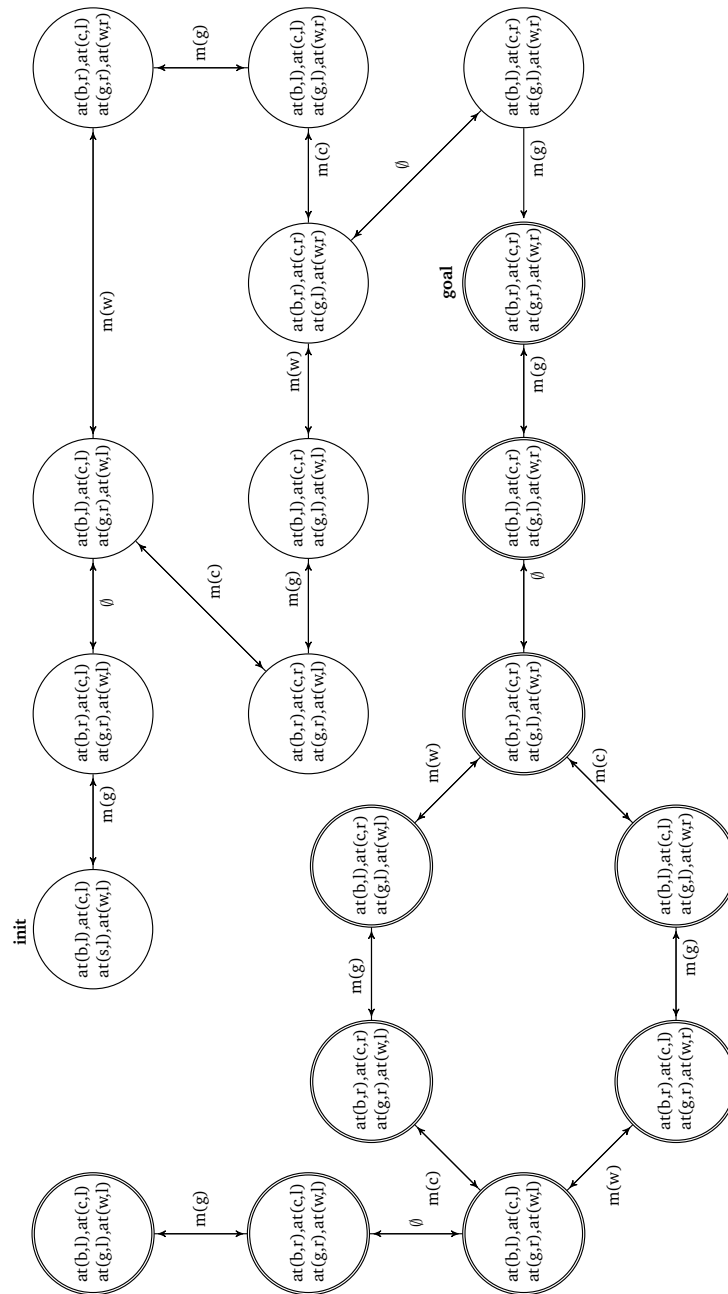 init
at(b,l),at(c,l)
at(g,l),at(w,l)
at(b,l),at(c,l)
at(s,l),at(w,l)
m(g)
at(b,r),at(c,l)
at(g,r),at(w,l)
∅
at(b,l),at(c,l)
at(g,r),at(w,l)
m(w)
at(b,r),at(c,l)
at(g,r),at(w,r)
m(g)
m(c)
m(g)
at(b,r),at(c,l)
at(g,r),at(w,l)
at(b,r),at(c,r)
at(g,r),at(w,l)
m(g)
at(b,l),at(c,r)
at(g,l),at(w,l)
m(w)
at(b,r),at(c,r)
at(g,l),at(w,r)
m(c)
at(b,l),at(c,l)
at(g,l),at(w,r)
at(b,r),at(c,r)
at(g,r),at(w,l)
m(g)
at(b,l),at(c,r)
at(g,l),at(w,l)
∅
m(c)
m(w)
goal
∅
at(b,l),at(c,l)
at(g,r),at(w,l)
at(b,r),at(c,r)
at(g,l),at(w,r)
∅
at(b,l),at(c,r)
at(g,l),at(w,r)
m(g)
at(b,r),at(c,r)
at(g,r),at(w,r)
m(g)
at(b,l),at(c,r)
at(g,l),at(w,r)
m(w)
m(c)
at(b,r),at(c,l)
at(g,r),at(w,r)
m(g)
at(b,l),at(c,l)
at(g,l),at(w,r)